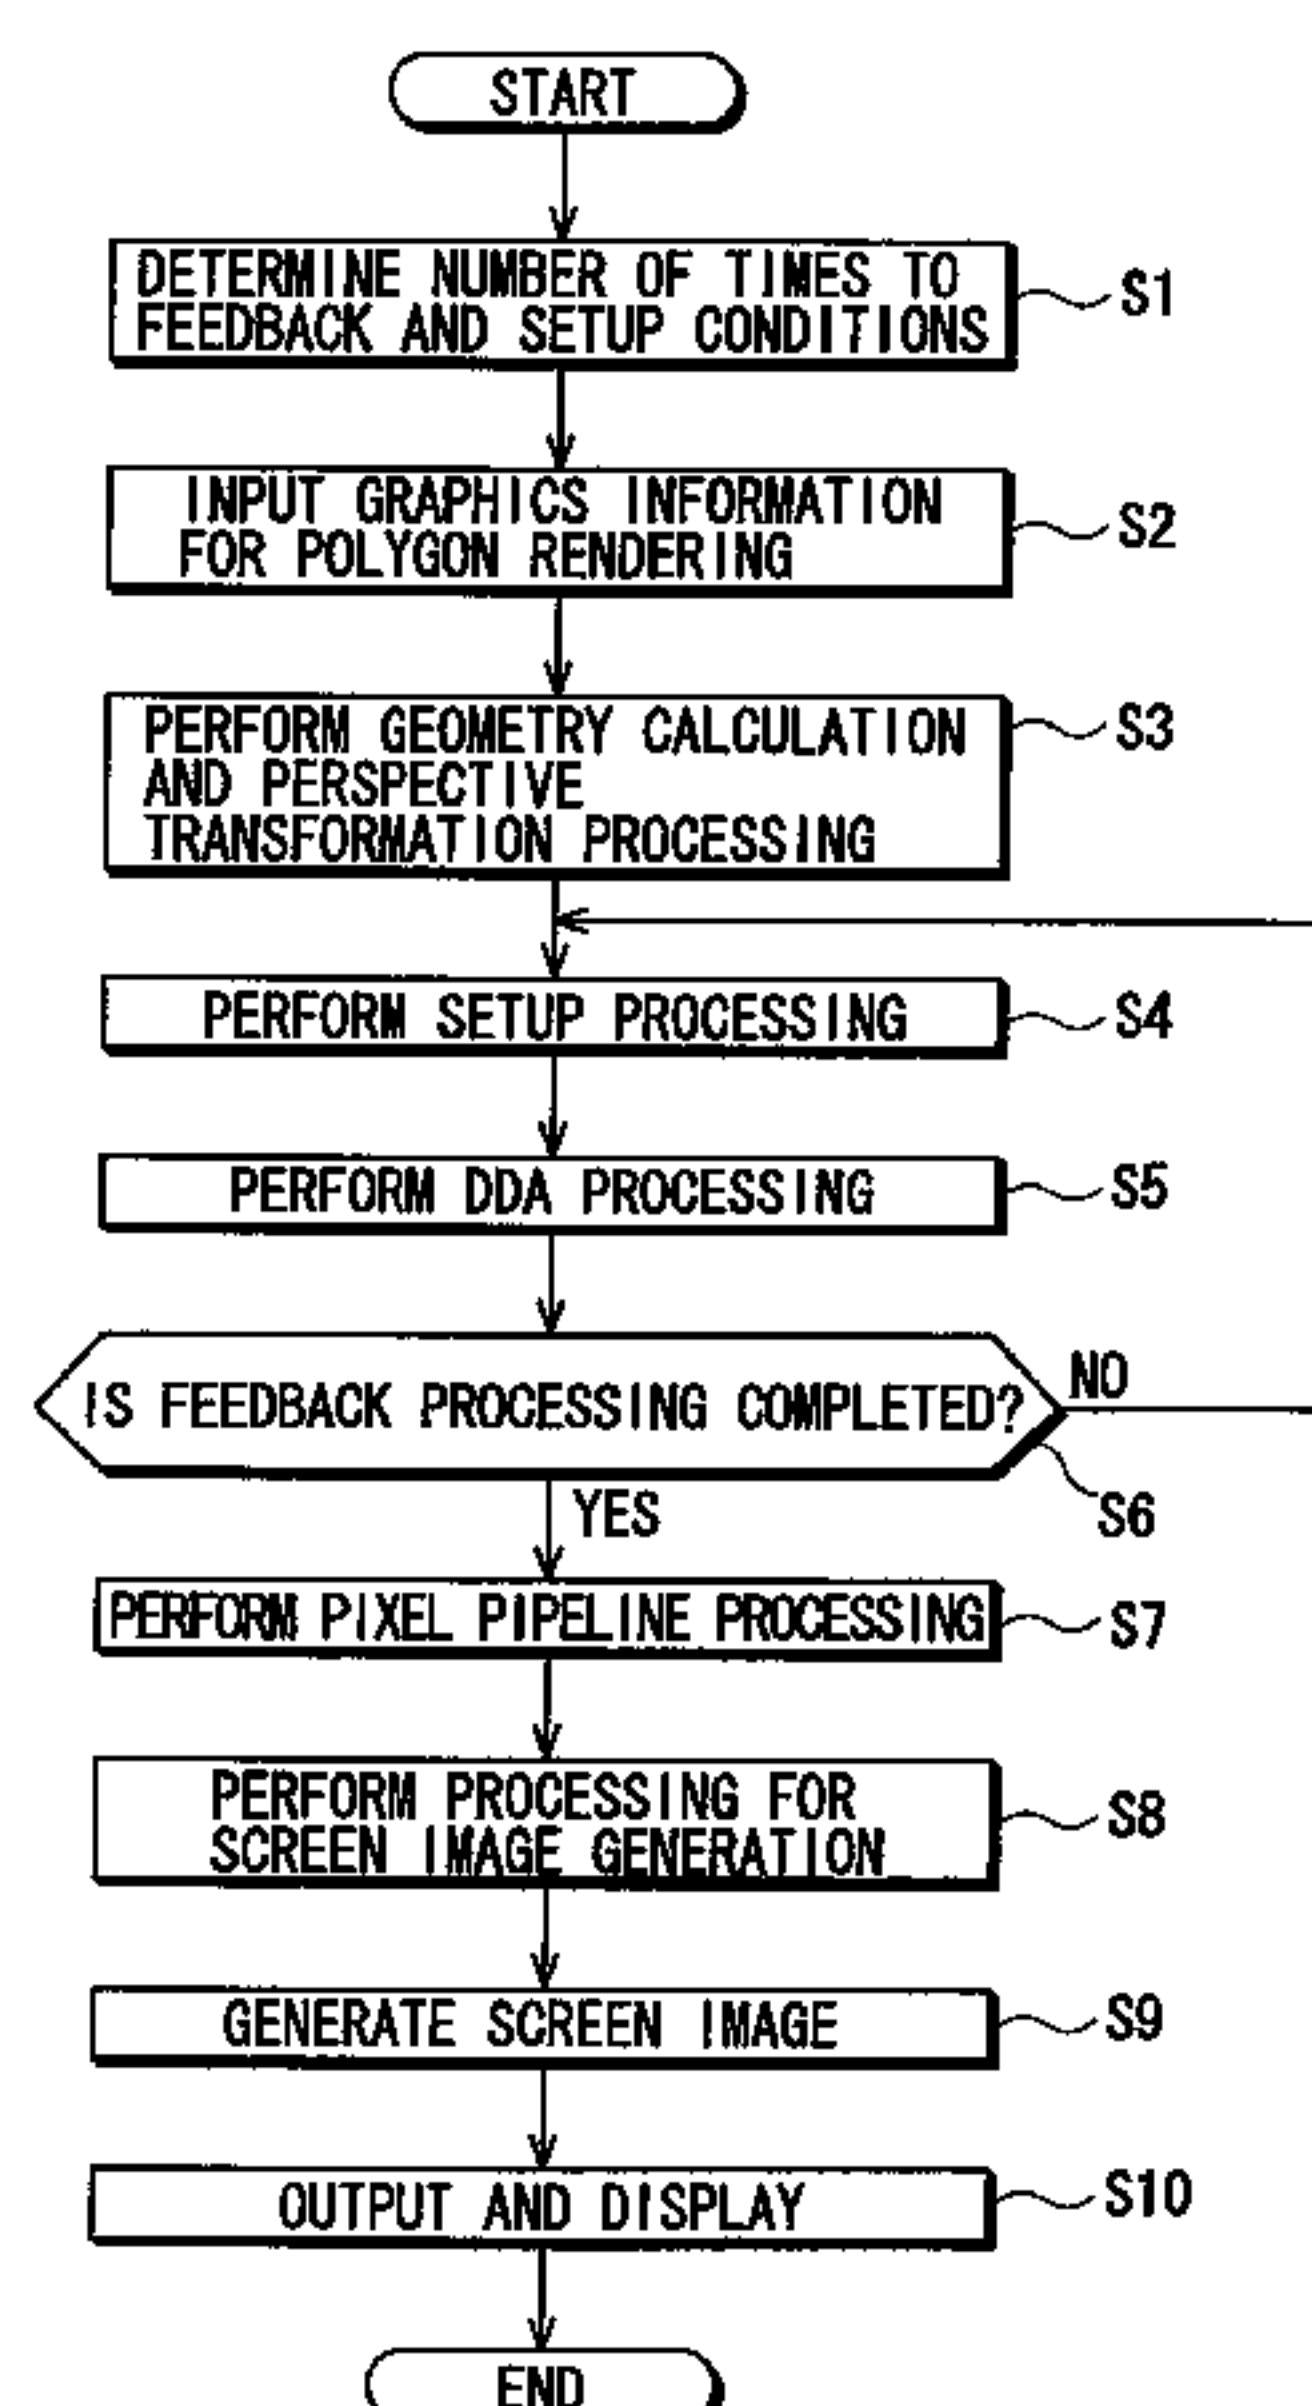 START
DETERMINE NUMBER OF TIMES TO
FEEDBACK AND SETUP CONDITIONS
S1
INPUT GRAPHICS INFORMATION
FOR POLYGON RENDERING
S2
PERFORM GEOMETRY CALCULATION
AND PERSPECTIVE
TRANSFORMATION PROCESSING
S3
PERFORM SETUP PROCESSING
S4
PERFORM DDA PROCESSING
S5
IS FEEDBACK PROCESSING COMPLETED?
NO
S6
YES
PERFORM PIXEL PIPELINE PROCESSING
S7
PERFORM PROCESSING FOR
SCREEN IMAGE GENERATION
S8
GENERATE SCREEN IMAGE
S9
OUTPUT AND DISPLAY
S10
END